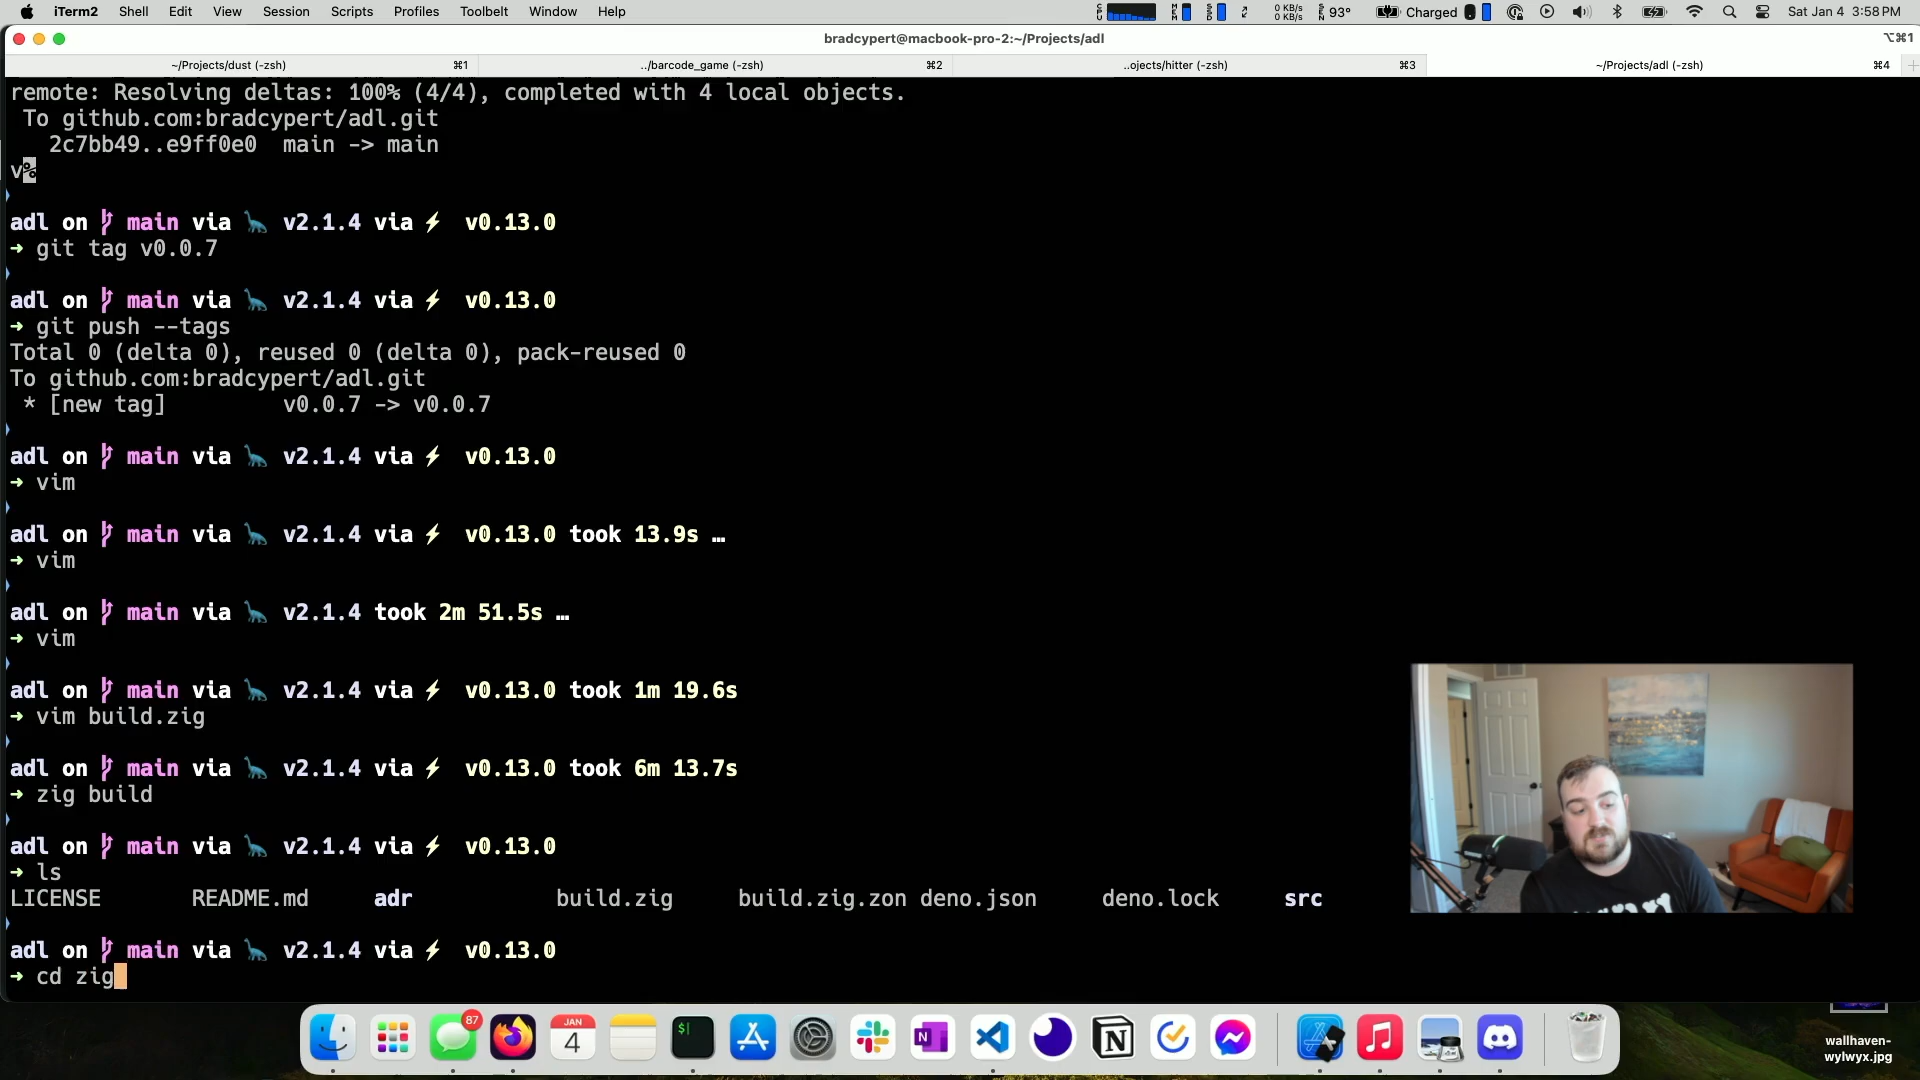 iTerm2 Shell Edit View Session Scripts Profiles Toolbelt Window Help 0 KB/s 0 KB/s 93° Charged Sat Jan 4 3:58 PM
bradcypert@macbook-pro-2:~/Projects/adl ⌥⌘1
~/Projects/dust (-zsh) ⌘1 ../barcode_game (-zsh) ⌘2 ..ojects/hitter (-zsh) ⌘3 ~/Projects/adl (-zsh) ⌘4
remote: Resolving deltas: 100% (4/4), completed with 4 local objects.
To github.com:bradcypert/adl.git
2c7bb49..e9ff0e0 main -> main
v%
adl on main via v2.1.4 via ⚡ v0.13.0
➜ git tag v0.0.7
adl on main via v2.1.4 via ⚡ v0.13.0
➜ git push --tags
Total 0 (delta 0), reused 0 (delta 0), pack-reused 0
To github.com:bradcypert/adl.git
* [new tag] v0.0.7 -> v0.0.7
adl on main via v2.1.4 via ⚡ v0.13.0
➜ vim
adl on main via v2.1.4 via ⚡ v0.13.0 took 13.9s …
➜ vim
adl on main via v2.1.4 took 2m 51.5s …
➜ vim
adl on main via v2.1.4 via ⚡ v0.13.0 took 1m 19.6s
➜ vim build.zig
adl on main via v2.1.4 via ⚡ v0.13.0 took 6m 13.7s
➜ zig build
adl on main via v2.1.4 via ⚡ v0.13.0
➜ ls
LICENSE README.md adr build.zig build.zig.zon deno.json deno.lock src
adl on main via v2.1.4 via ⚡ v0.13.0
➜ cd zig
87
JAN
4
$
N
wallhaven-
wylwyx.jpg